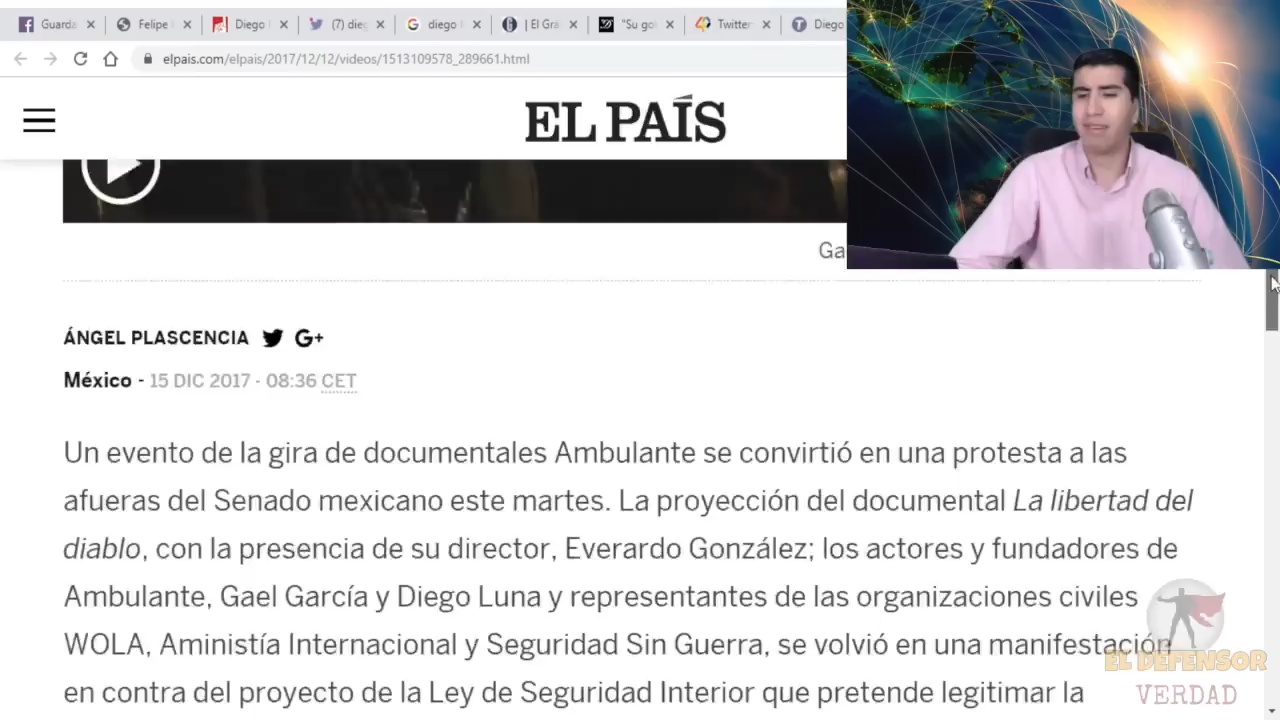 Guarda
Felipe
Diego
(7) die
diego
| El Gra
"Su go
Twitter
Diego
elpais.com/elpais/2017/12/12/videos/1513109578_289661.html
EL PAÍS
Ga
ÁNGEL PLASCENCIA G+
México - 15 DIC 2017 - 08:36 CET
Un evento de la gira de documentales Ambulante se convirtió en una protesta a las
afueras del Senado mexicano este martes. La proyección del documental La libertad del
diablo, con la presencia de su director, Everardo González; los actores y fundadores de
Ambulante, Gael García y Diego Luna y representantes de las organizaciones civiles
WOLA, Aministía Internacional y Seguridad Sin Guerra, se volvió en una manifestación
en contra del proyecto de la Ley de Seguridad Interior que pretende legitimar la
EL DEFENSOR
VERDAD